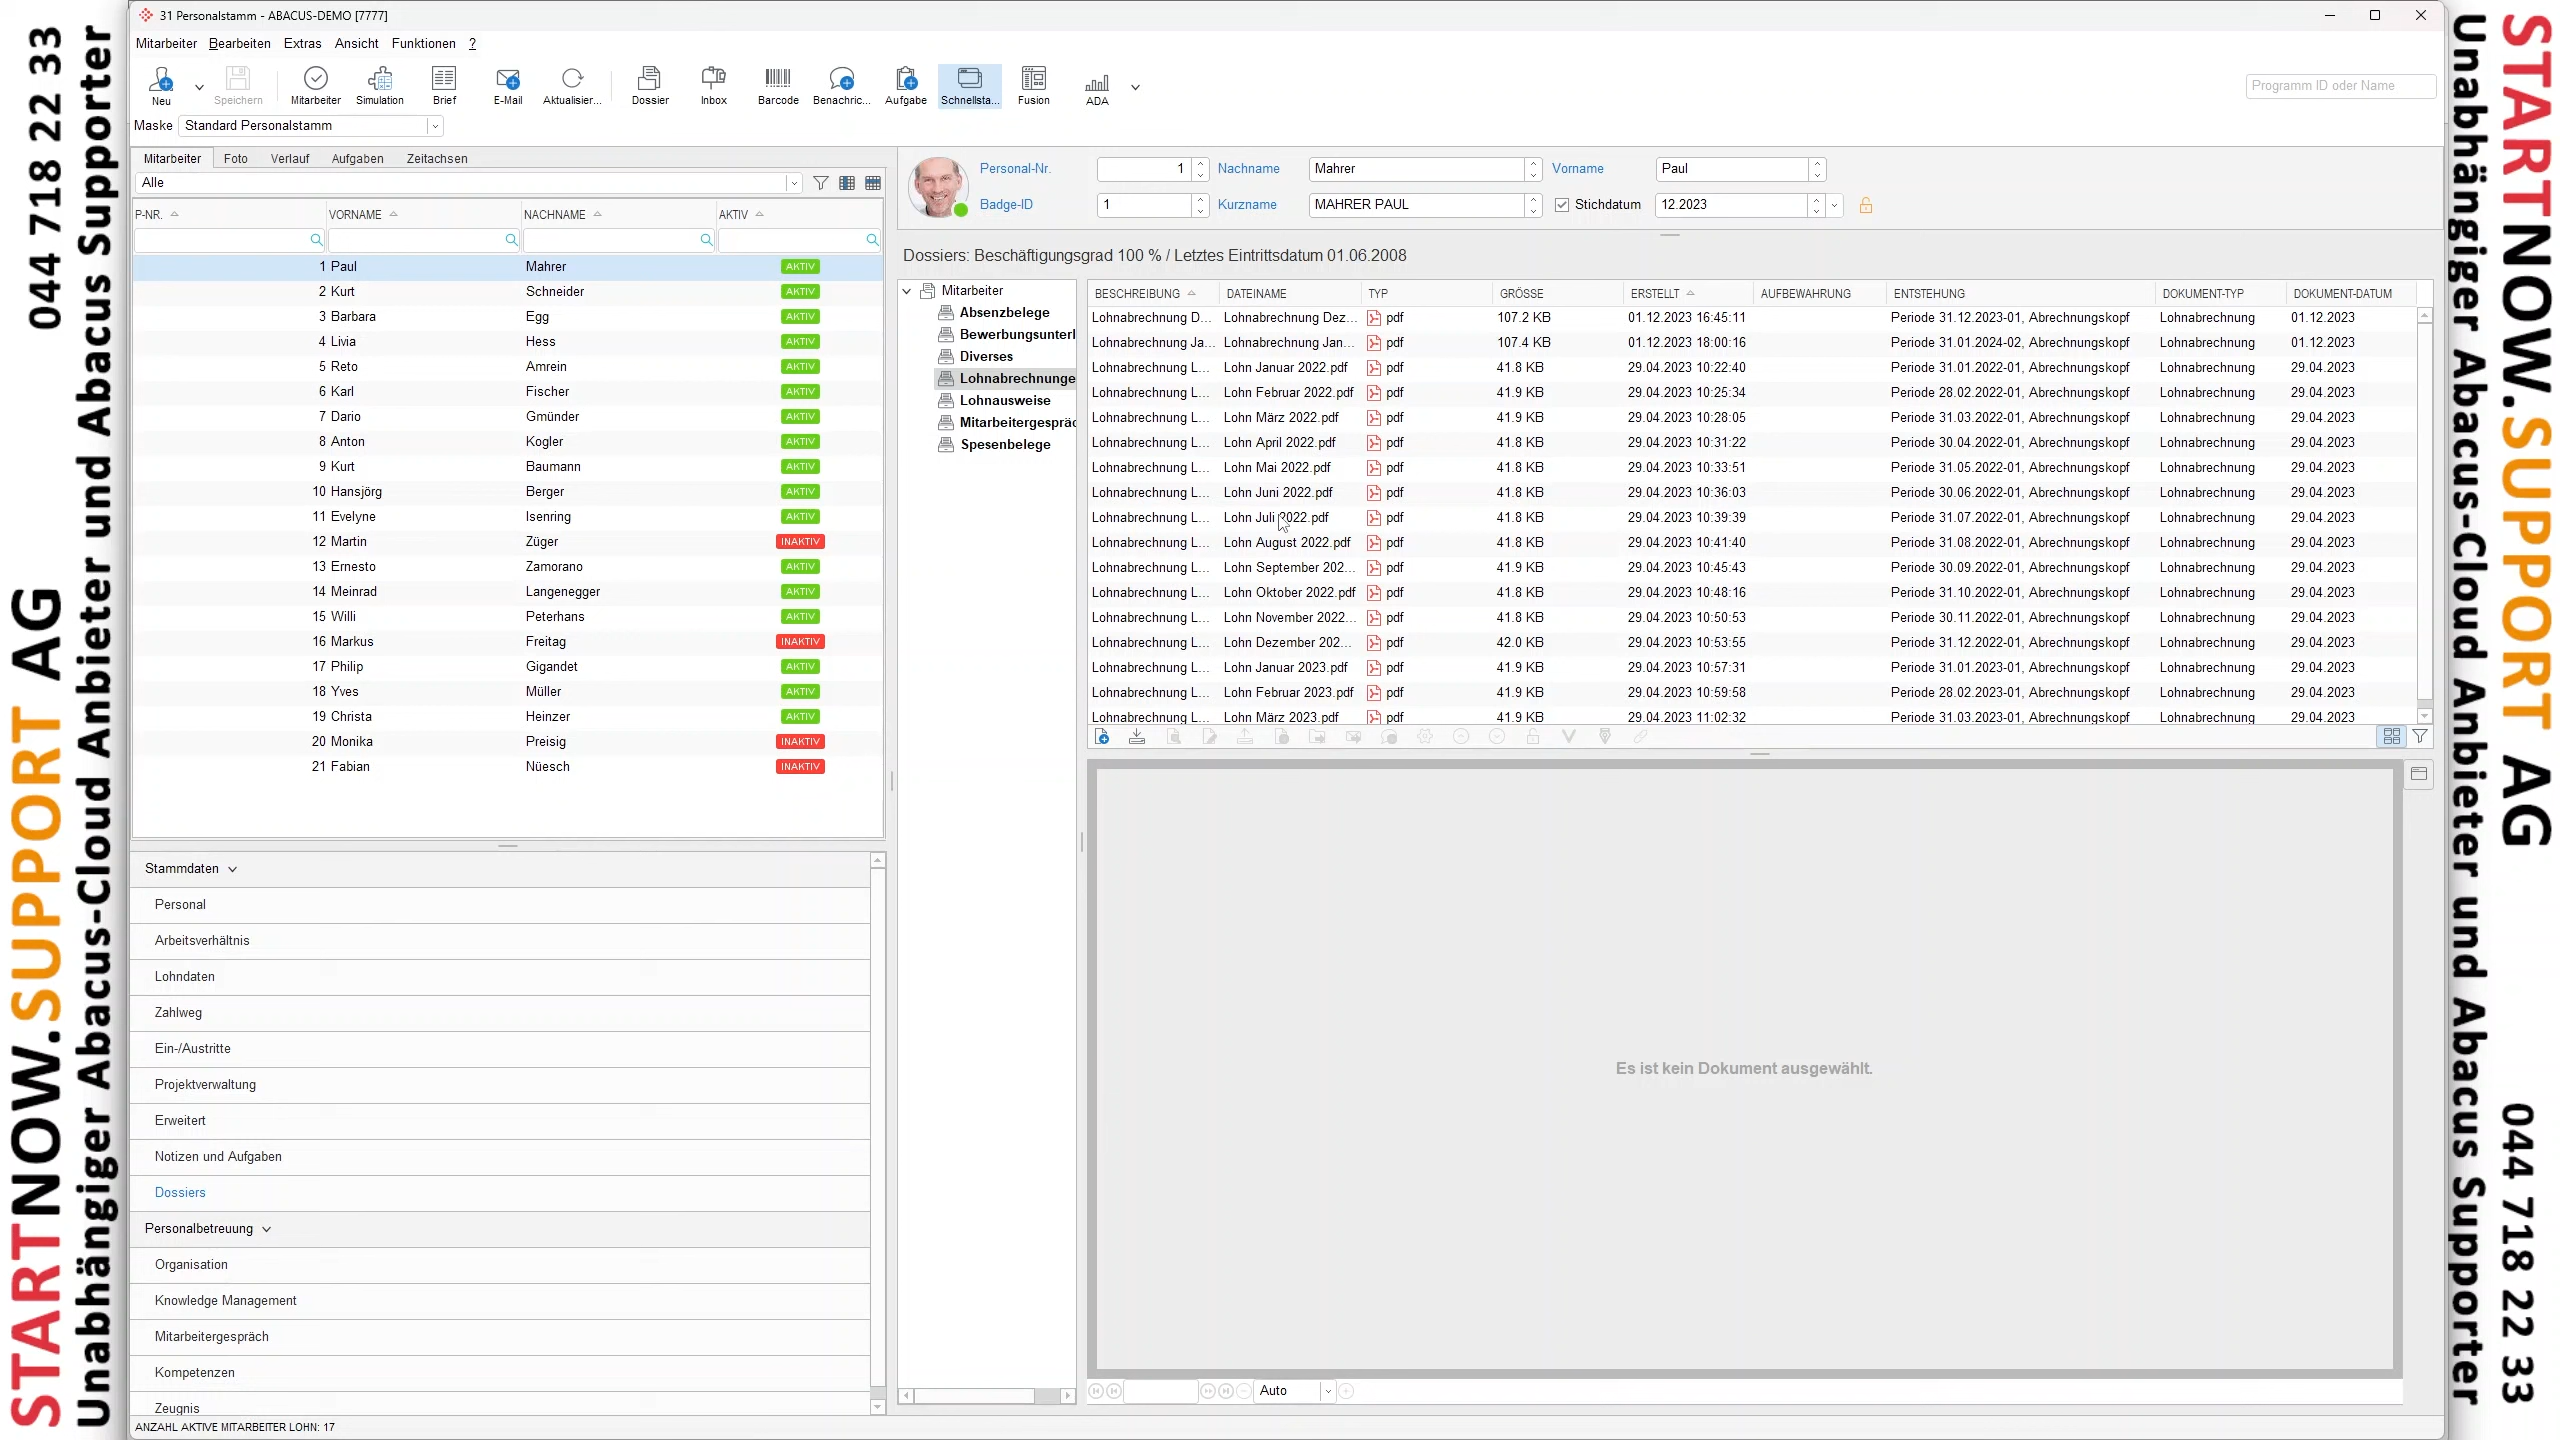 STARTNOW.SUPPORT AG
Unabhängiger Abacus-Cloud Anbieter und Abacus Supporter
044 718 22 33
31 Personalstamm - ABACUS-DEMO [7777]
Mitarbeiter Bearbeiten Extras Ansicht Funktionen ?
Neu Speichern Mitarbeiter Simulation Brief E-Mail Aktualisier... Dossier Inbox Barcode Benachric... Aufgabe Schnellsta... Fusion ADA
Programm ID oder Name
Maske Standard Personalstamm
Mitarbeiter Foto Verlauf Aufgaben Zeitachsen
Alle
P-NR. VORNAME NACHNAME AKTIV
1 Paul Mahrer AKTIV
2 Kurt Schneider AKTIV
3 Barbara Egg AKTIV
4 Livia Hess AKTIV
5 Reto Amrein AKTIV
6 Karl Fischer AKTIV
7 Dario Gmünder AKTIV
8 Anton Kogler AKTIV
9 Kurt Baumann AKTIV
10 Hansjörg Berger AKTIV
11 Evelyne Isenring AKTIV
12 Martin Züger INAKTIV
13 Ernesto Zamorano AKTIV
14 Meinrad Langenegger AKTIV
15 Willi Peterhans AKTIV
16 Markus Freitag INAKTIV
17 Philip Gigandet AKTIV
18 Yves Müller AKTIV
19 Christa Heinzer AKTIV
20 Monika Preisig INAKTIV
21 Fabian Nüesch INAKTIV
Stammdaten
Personal
Arbeitsverhältnis
Lohndaten
Zahlweg
Ein-/Austritte
Projektverwaltung
Erweitert
Notizen und Aufgaben
Dossiers
Personalbetreuung
Organisation
Knowledge Management
Mitarbeitergespräch
Kompetenzen
Zeugnis
ANZAHL AKTIVE MITARBEITER LOHN: 17
Personal-Nr. 1 Nachname Mahrer Vorname Paul
Badge-ID 1 Kurzname MAHRER PAUL Stichdatum 12.2023
Dossiers: Beschäftigungsgrad 100 % / Letztes Eintrittsdatum 01.06.2008
Mitarbeiter
Absenzbelege
Bewerbungsunterl
Diverses
Lohnabrechnunge
Lohnausweise
Mitarbeitergespräc
Spesenbelege
BESCHREIBUNG DATEINAME TYP GRÖSSE ERSTELLT AUFBEWAHRUNG ENTSTEHUNG DOKUMENT-TYP DOKUMENT-DATUM
Lohnabrechnung D... Lohnabrechnung Dez... pdf 107.2 KB 01.12.2023 16:45:11 Periode 31.12.2023-01, Abrechnungskopf Lohnabrechnung 01.12.2023
Lohnabrechnung Ja... Lohnabrechnung Jan... pdf 107.4 KB 01.12.2023 18:00:16 Periode 31.01.2024-02, Abrechnungskopf Lohnabrechnung 01.12.2023
Lohnabrechnung L... Lohn Januar 2022.pdf pdf 41.8 KB 29.04.2023 10:22:40 Periode 31.01.2022-01, Abrechnungskopf Lohnabrechnung 29.04.2023
Lohnabrechnung L... Lohn Februar 2022.pdf pdf 41.9 KB 29.04.2023 10:25:34 Periode 28.02.2022-01, Abrechnungskopf Lohnabrechnung 29.04.2023
Lohnabrechnung L... Lohn März 2022.pdf pdf 41.9 KB 29.04.2023 10:28:05 Periode 31.03.2022-01, Abrechnungskopf Lohnabrechnung 29.04.2023
Lohnabrechnung L... Lohn April 2022.pdf pdf 41.8 KB 29.04.2023 10:31:22 Periode 30.04.2022-01, Abrechnungskopf Lohnabrechnung 29.04.2023
Lohnabrechnung L... Lohn Mai 2022.pdf pdf 41.8 KB 29.04.2023 10:33:51 Periode 31.05.2022-01, Abrechnungskopf Lohnabrechnung 29.04.2023
Lohnabrechnung L... Lohn Juni 2022.pdf pdf 41.8 KB 29.04.2023 10:36:03 Periode 30.06.2022-01, Abrechnungskopf Lohnabrechnung 29.04.2023
Lohnabrechnung L... Lohn Juli 2022.pdf pdf 41.8 KB 29.04.2023 10:39:39 Periode 31.07.2022-01, Abrechnungskopf Lohnabrechnung 29.04.2023
Lohnabrechnung L... Lohn August 2022.pdf pdf 41.8 KB 29.04.2023 10:41:40 Periode 31.08.2022-01, Abrechnungskopf Lohnabrechnung 29.04.2023
Lohnabrechnung L... Lohn September 202... pdf 41.9 KB 29.04.2023 10:45:43 Periode 30.09.2022-01, Abrechnungskopf Lohnabrechnung 29.04.2023
Lohnabrechnung L... Lohn Oktober 2022.pdf pdf 41.8 KB 29.04.2023 10:48:16 Periode 31.10.2022-01, Abrechnungskopf Lohnabrechnung 29.04.2023
Lohnabrechnung L... Lohn November 2022... pdf 41.8 KB 29.04.2023 10:50:53 Periode 30.11.2022-01, Abrechnungskopf Lohnabrechnung 29.04.2023
Lohnabrechnung L... Lohn Dezember 202... pdf 42.0 KB 29.04.2023 10:53:55 Periode 31.12.2022-01, Abrechnungskopf Lohnabrechnung 29.04.2023
Lohnabrechnung L... Lohn Januar 2023.pdf pdf 41.9 KB 29.04.2023 10:57:31 Periode 31.01.2023-01, Abrechnungskopf Lohnabrechnung 29.04.2023
Lohnabrechnung L... Lohn Februar 2023.pdf pdf 41.9 KB 29.04.2023 10:59:58 Periode 28.02.2023-01, Abrechnungskopf Lohnabrechnung 29.04.2023
Lohnabrechnung L... Lohn März 2023.pdf pdf 41.9 KB 29.04.2023 11:02:32 Periode 31.03.2023-01, Abrechnungskopf Lohnabrechnung 29.04.2023
Es ist kein Dokument ausgewählt.
Auto
STARTNOW.SUPPORT AG
Unabhängiger Abacus-Cloud Anbieter und Abacus Supporter
044 718 22 33